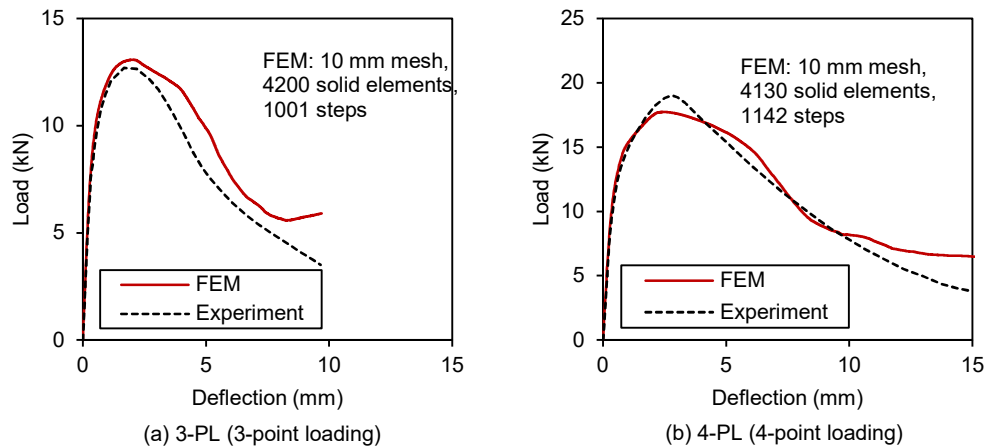 15
10
5
0
Load (kN)
FEM: 10 mm mesh,
4200 solid elements,
1001 steps
FEM
Experiment
0 5 10 15
Deflection (mm)
(a) 3-PL (3-point loading)
25
20
15
10
5
0
Load (kN)
FEM: 10 mm mesh,
4130 solid elements,
1142 steps
FEM
Experiment
0 5 10 15
Deflection (mm)
(b) 4-PL (4-point loading)